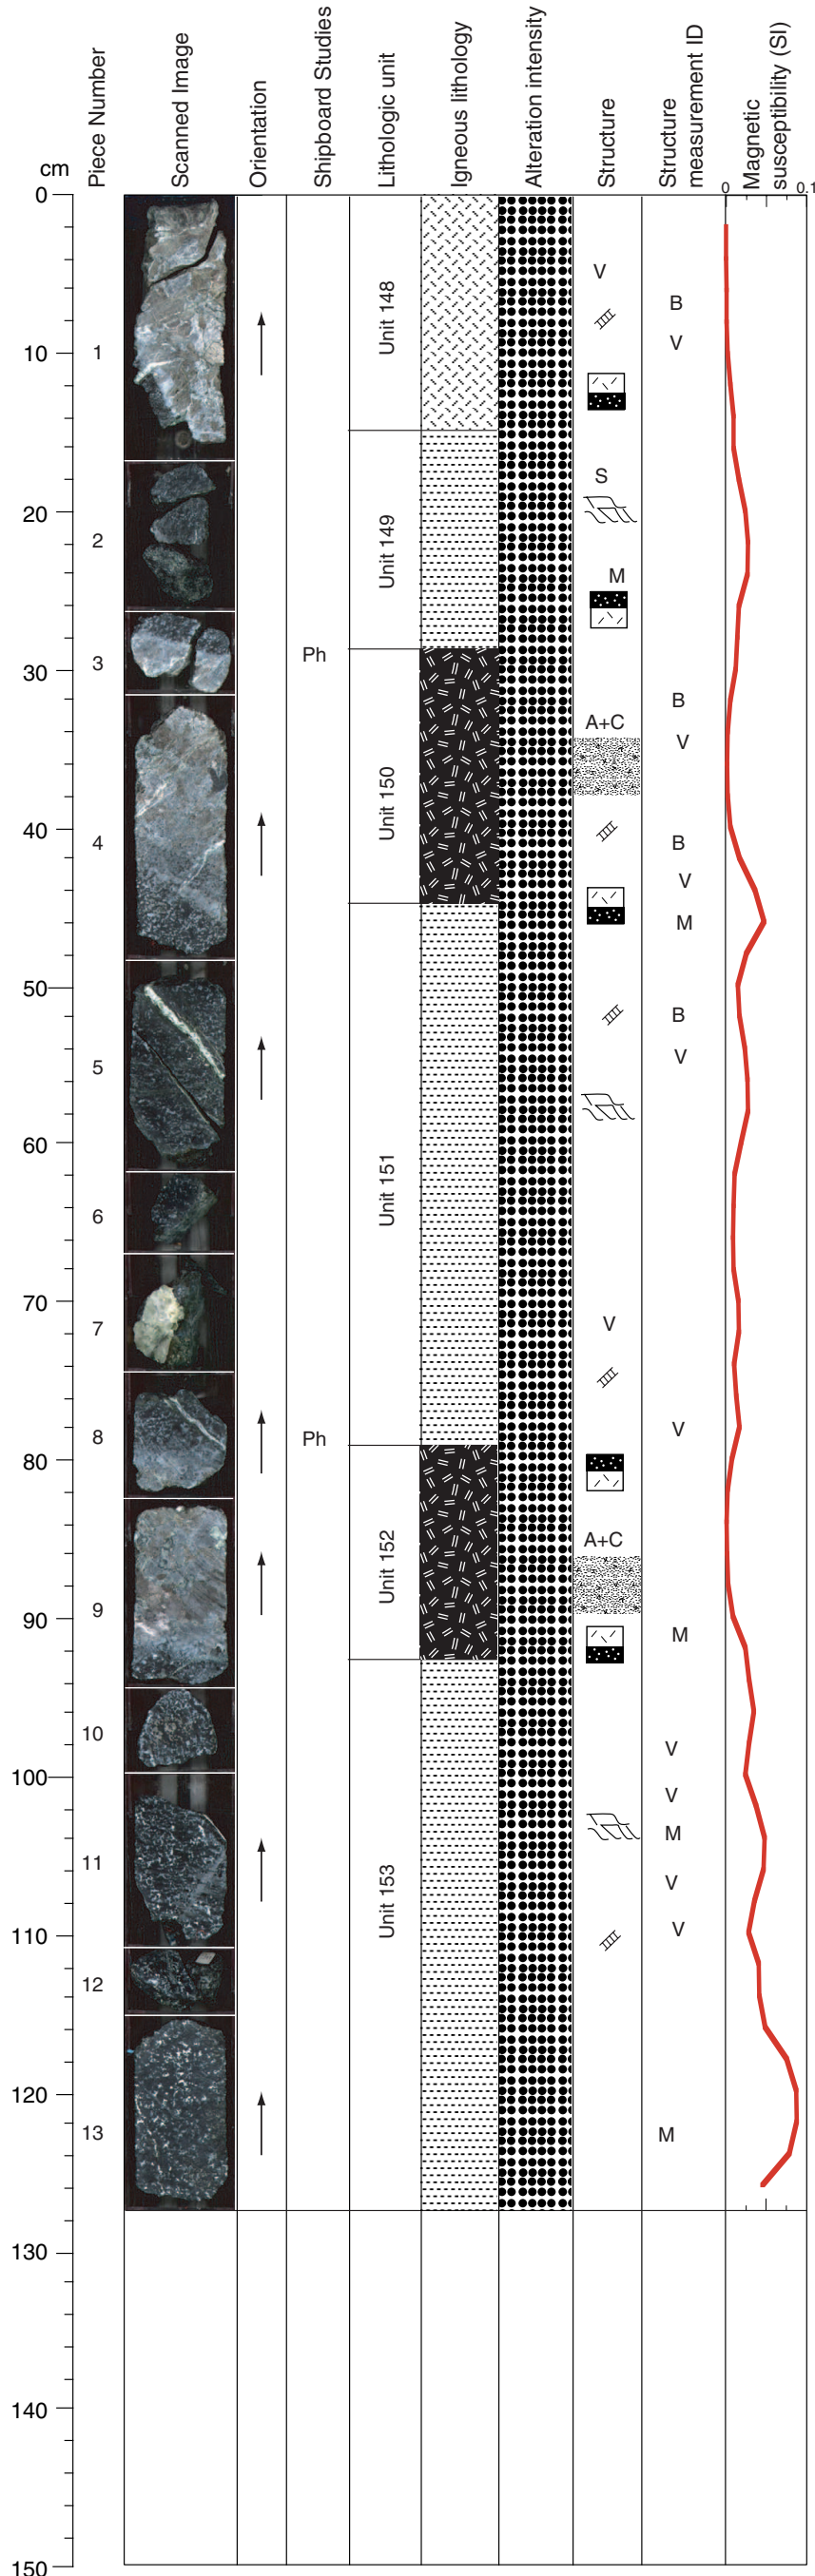 cm
Piece Number
Scanned Image
Orientation
Shipboard Studies
Lithologic unit
Igneous lithology
Alteration intensity
Structure
Structure
measurement ID
Magnetic
susceptibility (SI)
0
0.1
0
V
Unit 148
B
V
10
1
S
20
2
Unit 149
M
Ph
3
30
B
A+C
V
Unit 150
40
4
B
V
M
50
B
V
5
60
Unit 151
6
70
7
V
V
8
Ph
80
A+C
Unit 152
90
9
M
10
V
100
V
M
11
V
Unit 153
V
110
12
120
13
M
130
140
150